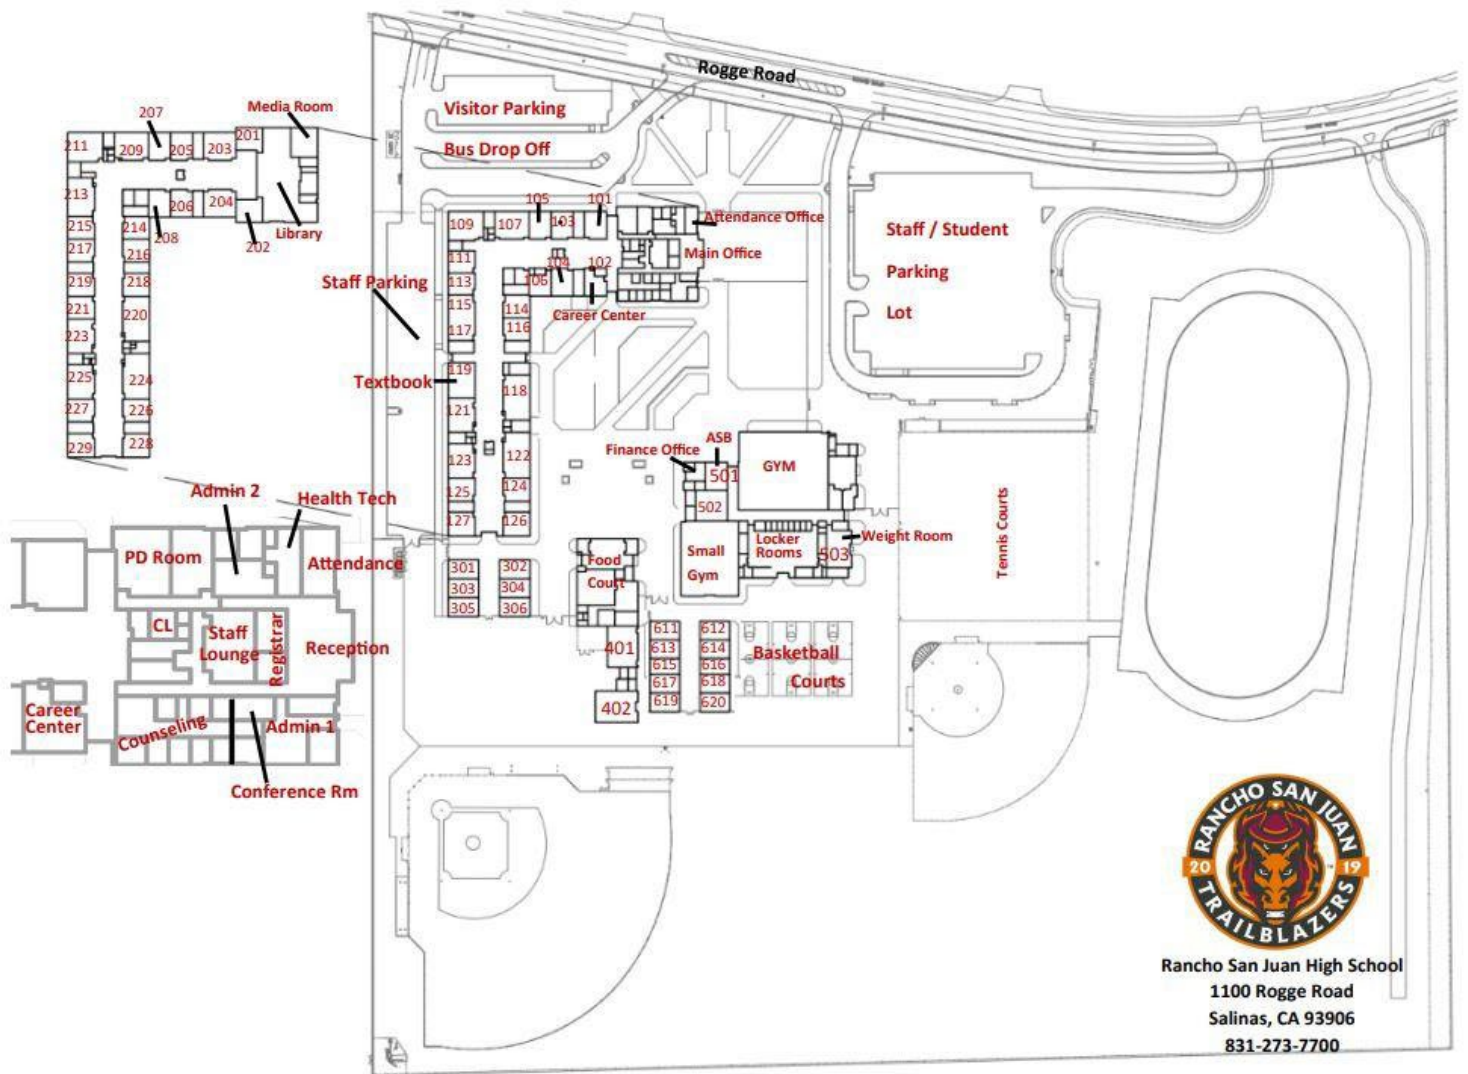 Rogge Road
Visitor Parking
Bus Drop Off
Media Room
207
201
211
209
205
203
213
206
204
215
214
208
202
Library
217
216
219
218
221
220
223
225
224
227
226
229
228
105
101
109
107
103
Attendance Office
111
104
102
Main Office
113
106
Staff Parking
115
114
Career Center
117
116
119
Textbook
118
121
123
122
125
124
127
126
Staff / Student
Parking
Lot
ASB
Finance Office
501
GYM
502
Small
Gym
Locker
Rooms
503
Weight Room
Tennis Courts
301
302
303
304
305
306
Food
Court
401
402
611
612
613
614
615
616
617
618
619
620
Basketball
Courts
Admin 2
Health Tech
PD Room
Attendance
CL
Staff
Lounge
Registrar
Reception
Career
Center
Counseling
Admin 1
Conference Rm
RANCHO SAN JUAN
20 19
TRAILBLAZERS
Rancho San Juan High School
1100 Rogge Road
Salinas, CA 93906
831-273-7700